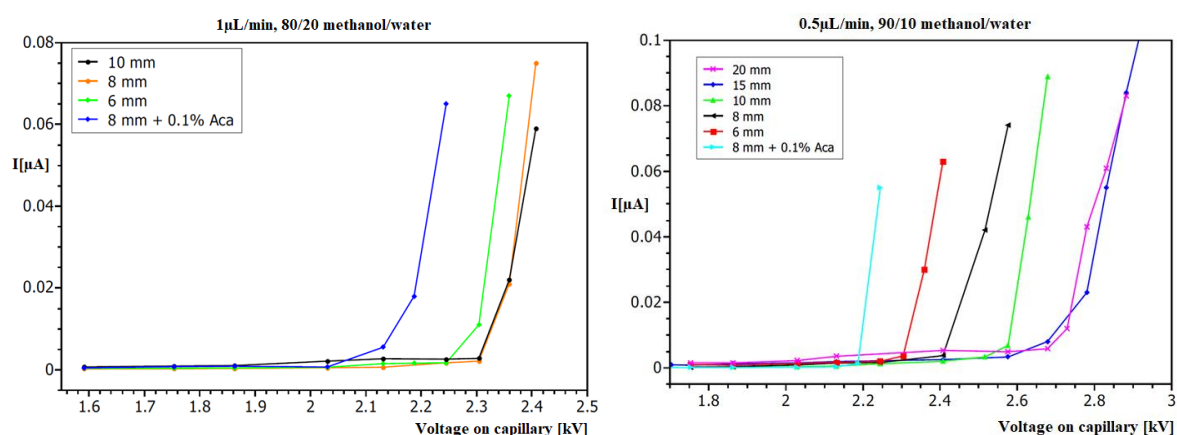 1µL/min, 80/20 methanol/water
0.08
0.06
0.04
0.02
0
I[µA]
10 mm
8 mm
6 mm
8 mm + 0.1% Aca
1.6 1.7 1.8 1.9 2 2.1 2.2 2.3 2.4 2.5
Voltage on capillary [kV]
0.5µL/min, 90/10 methanol/water
0.1
0.08
0.06
0.04
0.02
0
I[µA]
20 mm
15 mm
10 mm
8 mm
6 mm
8 mm + 0.1% Aca
1.8 2 2.2 2.4 2.6 2.8 3
Voltage on capillary [kV]